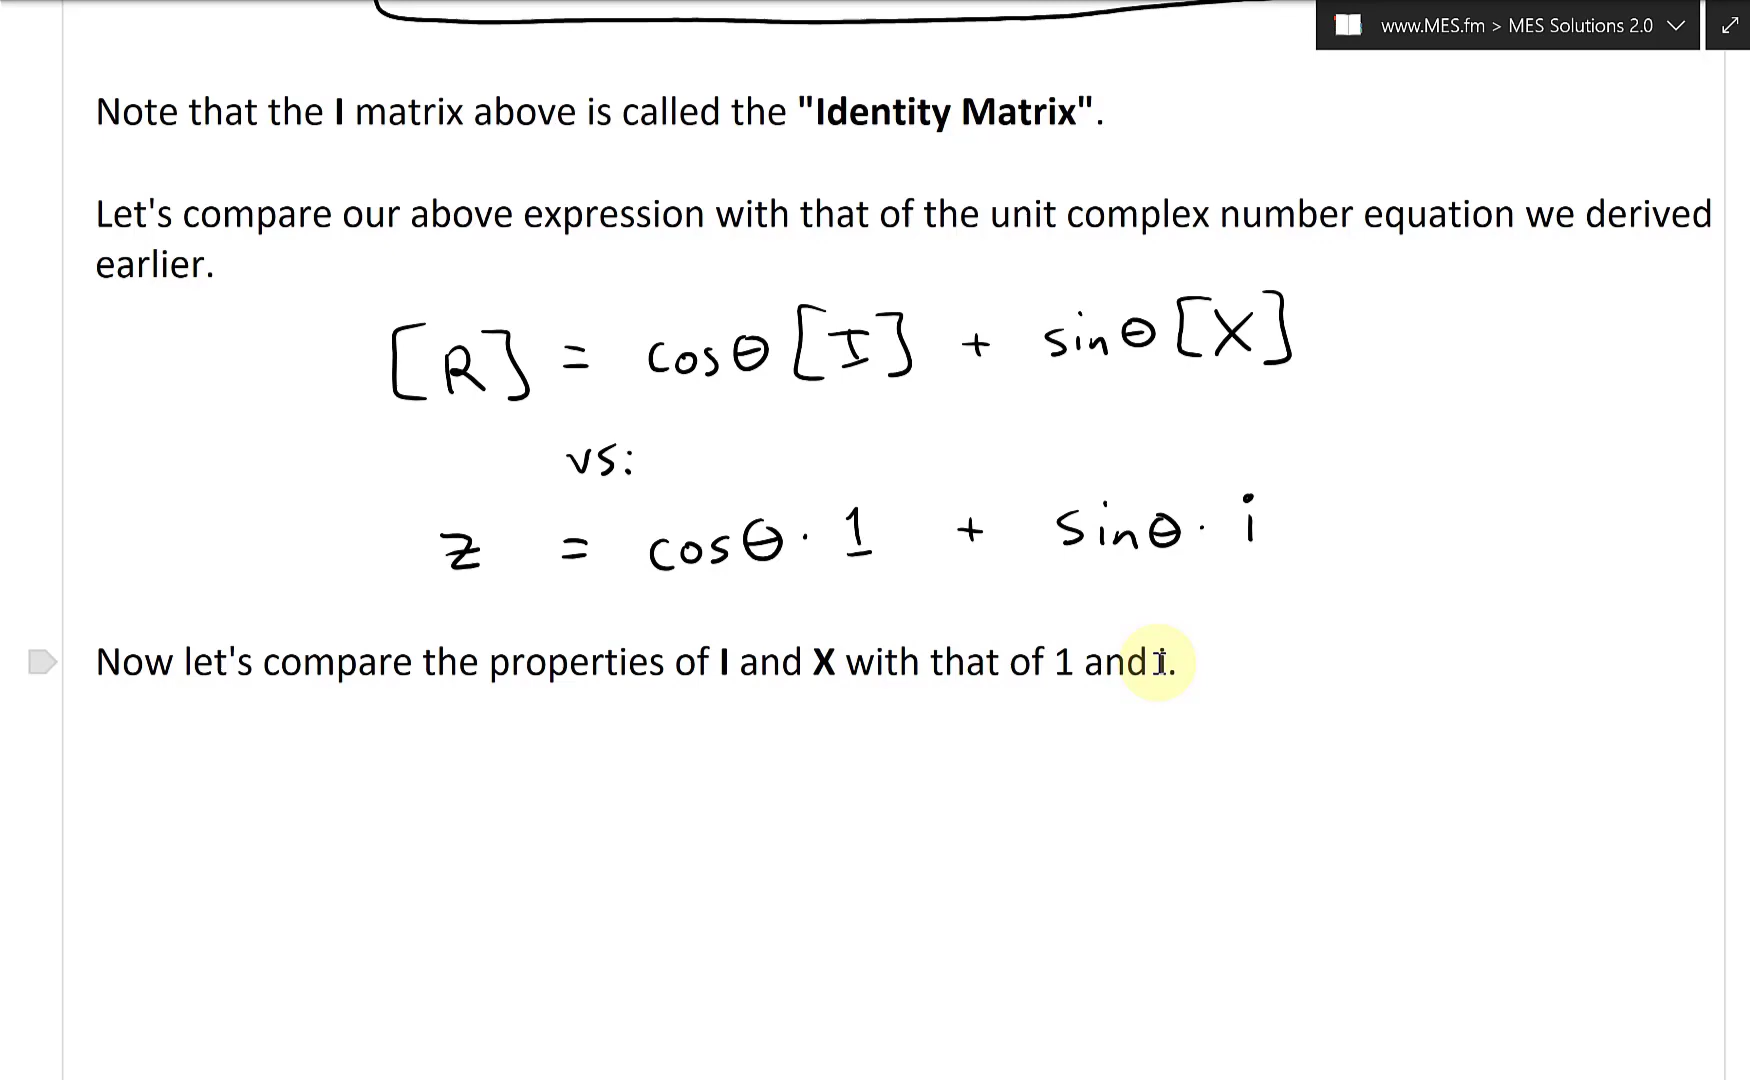 www.MES.fm > MES Solutions 2.0
Note that the I matrix above is called the "Identity Matrix".
Let's compare our above expression with that of the unit complex number equation we derived
earlier.
[R] = cosθ [I] + sinθ [X]
vs:
z = cosθ · 1 + sinθ · i
Now let's compare the properties of I and X with that of 1 and i.